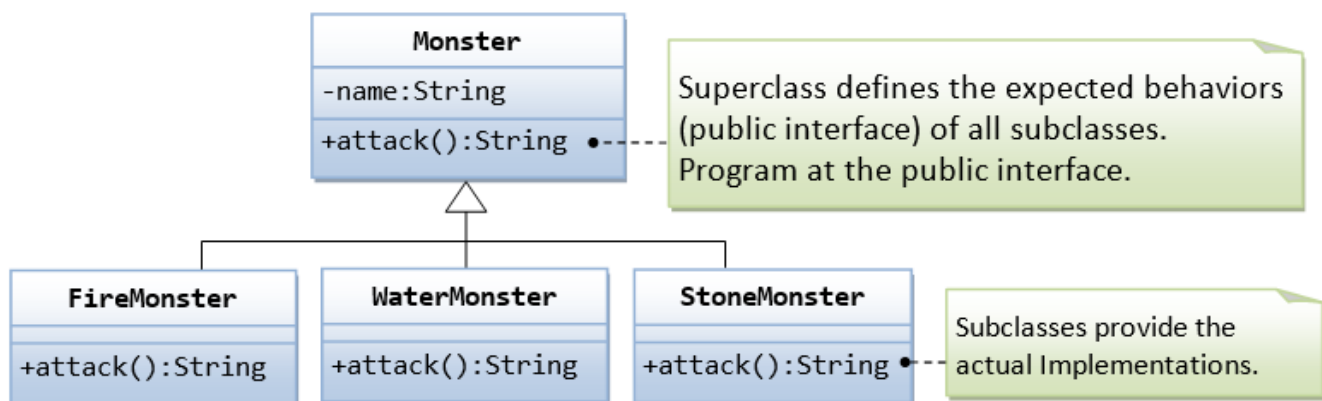 Monster
-name:String
+attack():String
Superclass defines the expected behaviors
(public interface) of all subclasses.
Program at the public interface.
FireMonster
+attack():String
WaterMonster
+attack():String
StoneMonster
+attack():String
Subclasses provide the
actual Implementations.